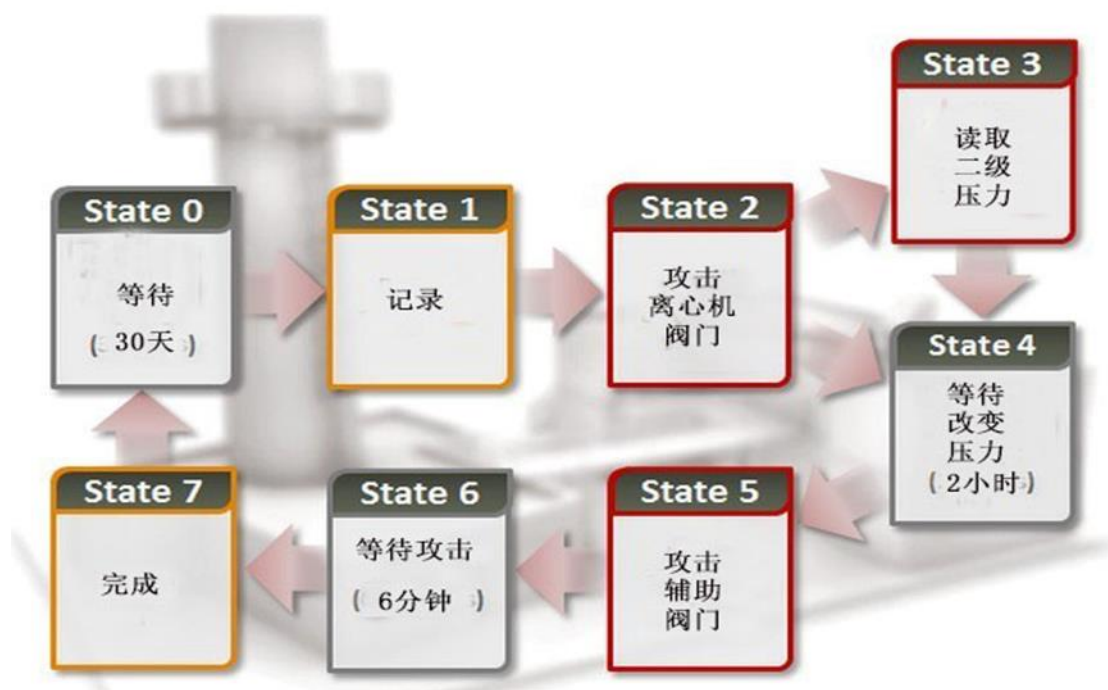 State 0
等待
(30天)
State 1
记录
State 2
攻击
离心机
阀门
State 3
读取
二级
压力
State 4
等待
改变
压力
(2小时)
State 5
攻击
辅助
阀门
State 6
等待攻击
(6分钟)
State 7
完成